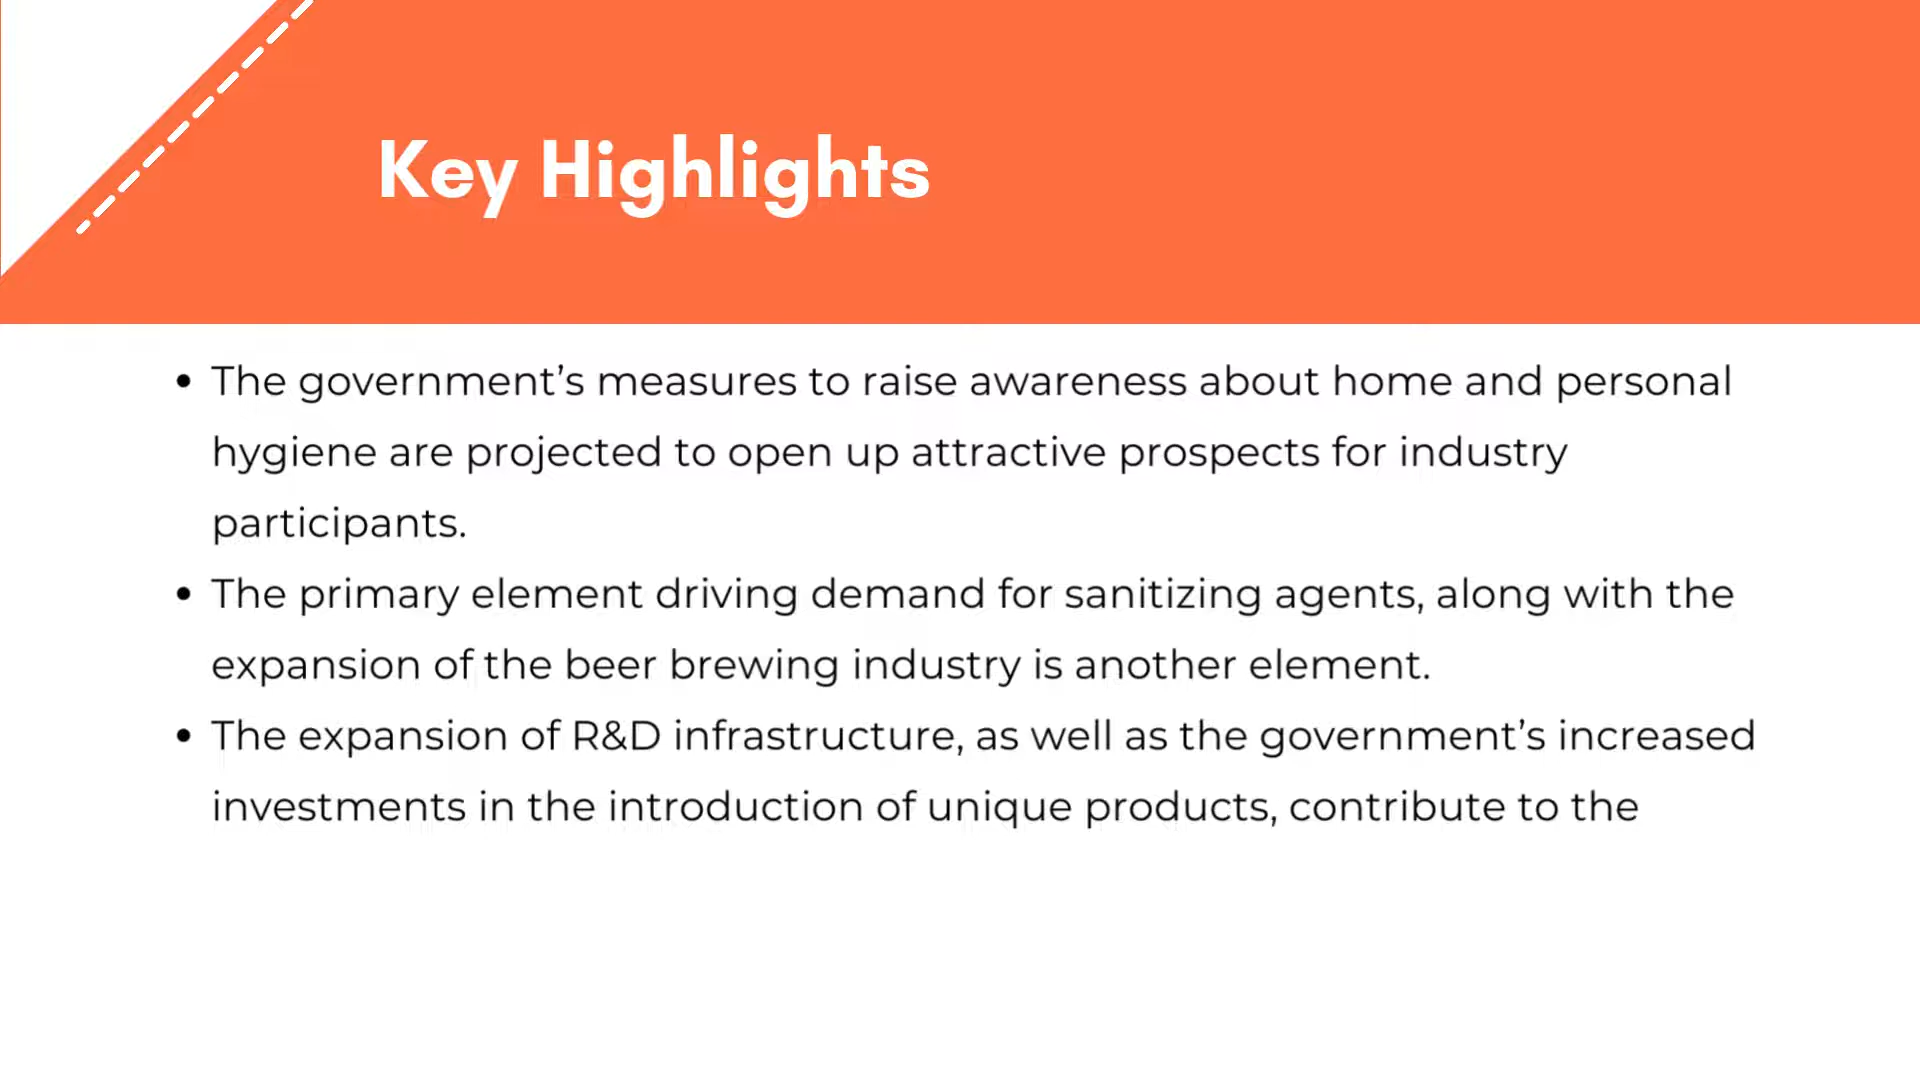 Key Highlights
• The government’s measures to raise awareness about home and personal
hygiene are projected to open up attractive prospects for industry
participants.
• The primary element driving demand for sanitizing agents, along with the
expansion of the beer brewing industry is another element.
• The expansion of R&D infrastructure, as well as the government’s increased
investments in the introduction of unique products, contribute to the